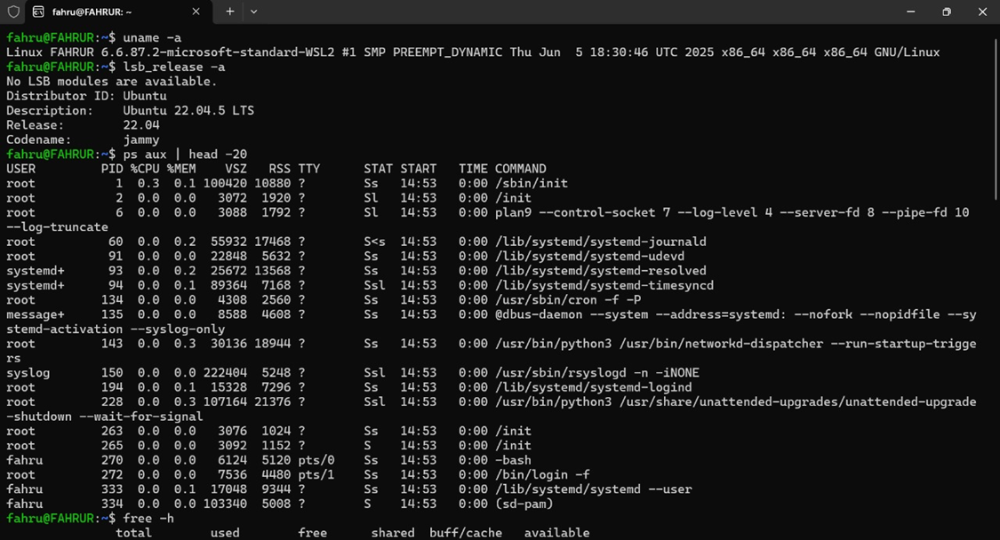 fahru@FAHRUR: ~
fahru@FAHRUR:~$ uname -a
Linux FAHRUR 6.6.87.2-microsoft-standard-WSL2 #1 SMP PREEMPT_DYNAMIC Thu Jun  5 18:30:46 UTC 2025 x86_64 x86_64 x86_64 GNU/Linux
fahru@FAHRUR:~$ lsb_release -a
No LSB modules are available.
Distributor ID: Ubuntu
Description:    Ubuntu 22.04.5 LTS
Release:        22.04
Codename:       jammy
fahru@FAHRUR:~$ ps aux | head -20
USER         PID %CPU %MEM    VSZ   RSS TTY      STAT START   TIME COMMAND
root           1  0.3  0.1 100420 10880 ?        Ss   14:53   0:00 /sbin/init
root           2  0.0  0.0   3072  1920 ?        Sl   14:53   0:00 /init
root           6  0.0  0.0   3088  1792 ?        Sl   14:53   0:00 plan9 --control-socket 7 --log-level 4 --server-fd 8 --pipe-fd 10
--log-truncate
root          60  0.0  0.2  55932 17468 ?        S<s  14:53   0:00 /lib/systemd/systemd-journald
root          91  0.0  0.0  22848  5632 ?        Ss   14:53   0:00 /lib/systemd/systemd-udevd
systemd+      93  0.0  0.2  25672 13568 ?        Ss   14:53   0:00 /lib/systemd/systemd-resolved
systemd+      94  0.0  0.1  89364  7168 ?        Ssl  14:53   0:00 /lib/systemd/systemd-timesyncd
root         134  0.0  0.0   4308  2560 ?        Ss   14:53   0:00 /usr/sbin/cron -f -P
message+     135  0.0  0.0   8588  4608 ?        Ss   14:53   0:00 @dbus-daemon --system --address=systemd: --nofork --nopidfile --sy
stemd-activation --syslog-only
root         143  0.0  0.3  30136 18944 ?        Ss   14:53   0:00 /usr/bin/python3 /usr/bin/networkd-dispatcher --run-startup-trigge
rs
syslog       150  0.0  0.0 222404  5248 ?        Ssl  14:53   0:00 /usr/sbin/rsyslogd -n -iNONE
root         194  0.0  0.1  15328  7296 ?        Ss   14:53   0:00 /lib/systemd/systemd-logind
root         228  0.0  0.3 107164 21376 ?        Ssl  14:53   0:00 /usr/bin/python3 /usr/share/unattended-upgrades/unattended-upgrade
-shutdown --wait-for-signal
root         263  0.0  0.0   3076  1024 ?        Ss   14:53   0:00 /init
root         265  0.0  0.0   3092  1152 ?        S    14:53   0:00 /init
fahru        270  0.0  0.0   6124  5120 pts/0    Ss   14:53   0:00 -bash
root         272  0.0  0.0   7536  4480 pts/1    Ss   14:53   0:00 /bin/login -f
fahru        333  0.0  0.1  17048  9344 ?        Ss   14:53   0:00 /lib/systemd/systemd --user
fahru        334  0.0  0.0 103340  5008 ?        S    14:53   0:00 (sd-pam)
fahru@FAHRUR:~$ free -h
               total        used        free      shared  buff/cache   available